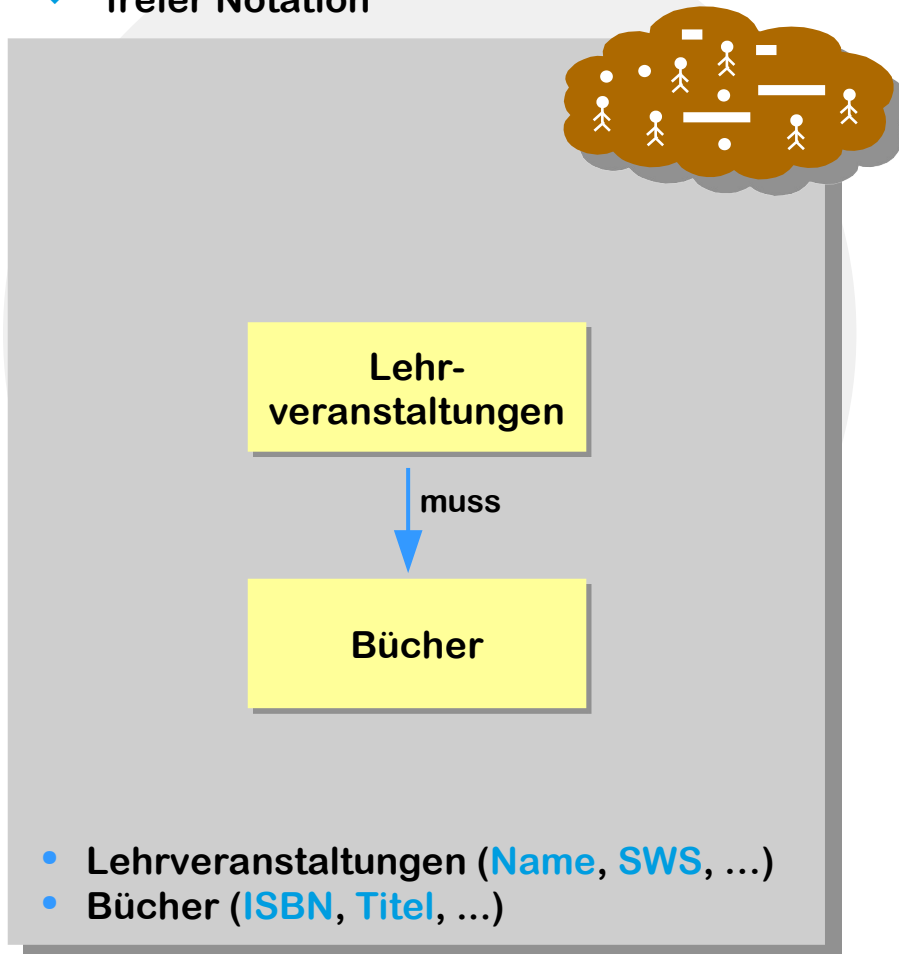 freier Notation
Lehr-
veranstaltungen
muss
Bücher
• Lehrveranstaltungen (Name, SWS, …)
• Bücher (ISBN, Titel, …)